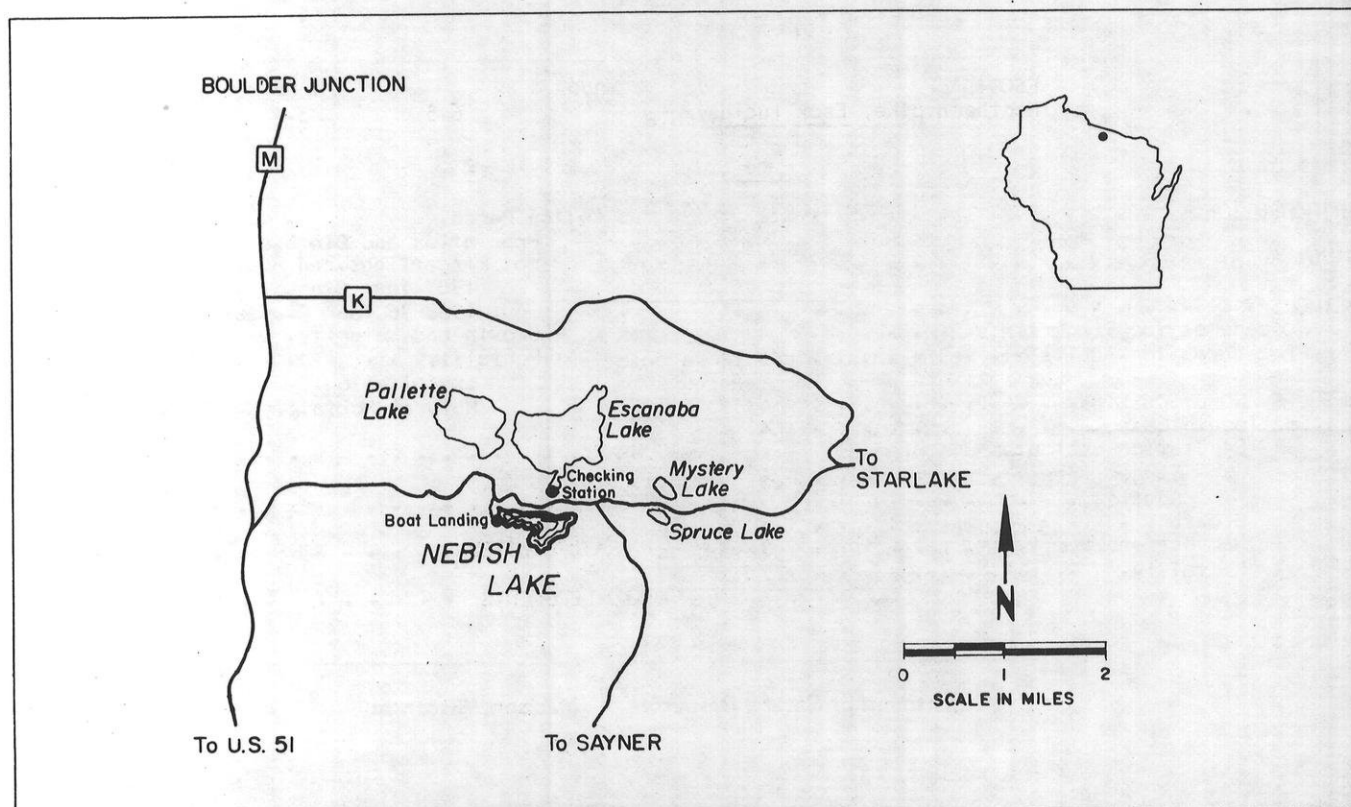 BOULDER JUNCTION
M
K
Pallette
Lake
Escanaba
Lake
Checking
Station
Mystery
Lake
To
STARLAKE
Boat Landing
Spruce Lake
NEBISH
LAKE
N
0 1 2
SCALE IN MILES
To U.S. 51
To SAYNER